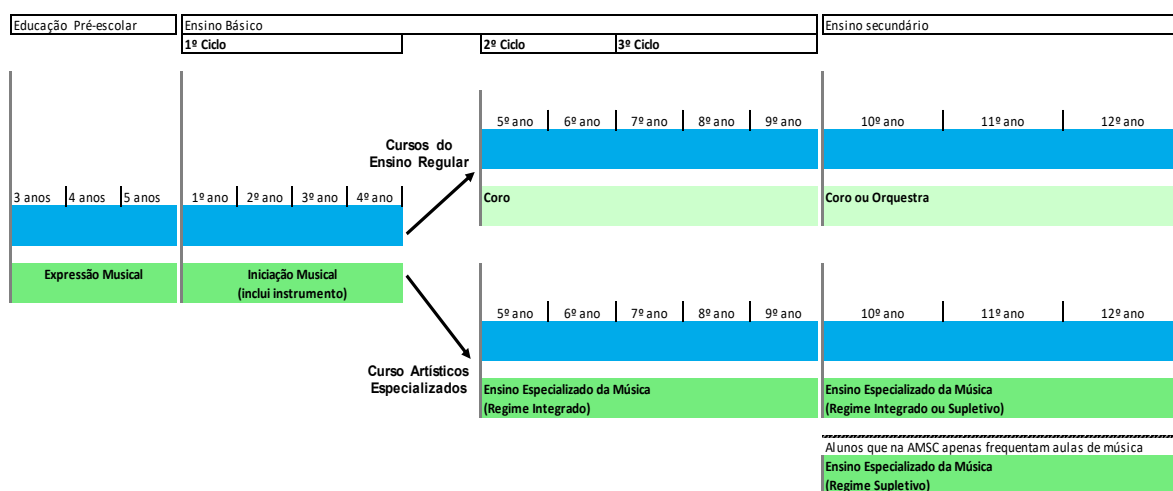 Educação Pré-escolar
Ensino Básico
Ensino secundário
1º Ciclo
2º Ciclo
3º Ciclo
5º ano 6º ano 7º ano 8º ano 9º ano
10º ano 11º ano 12º ano
Cursos do
Ensino Regular
3 anos 4 anos 5 anos
1º ano 2º ano 3º ano 4º ano
Coro
Coro ou Orquestra
Expressão Musical
Iniciação Musical
(inclui instrumento)
5º ano 6º ano 7º ano 8º ano 9º ano
10º ano 11º ano 12º ano
Curso Artísticos
Especializados
Ensino Especializado da Música
(Regime Integrado)
Ensino Especializado da Música
(Regime Integrado ou Supletivo)
Alunos que na AMSC apenas frequentam aulas de música
Ensino Especializado da Música
(Regime Supletivo)